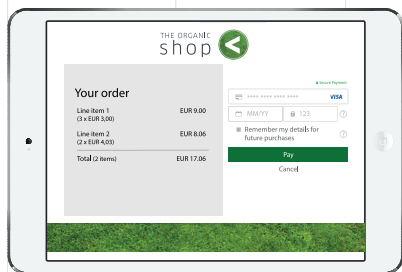 THE ORGANIC
shop
Secure Payment
Your order
Line item 1
(3 x EUR 3,00)
EUR 9.00
Line item 2
(2 x EUR 4,03)
EUR 8.06
Total (2 items)
EUR 17.06
**** **** **** ****
VISA
MM/YY
123
Remember my details for
future purchases
Pay
Cancel